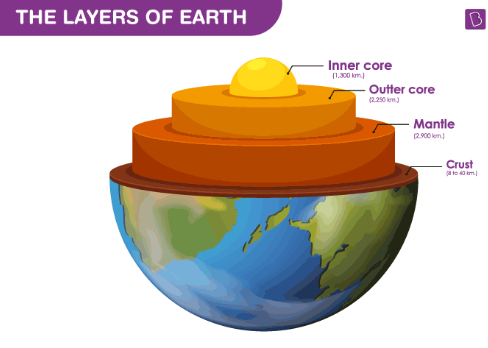 THE LAYERS OF EARTH
B
Inner core
(1,300 km.)
Outter core
(2,250 km.)
Mantle
(2,900 km.)
Crust
(8 to 40 km.)